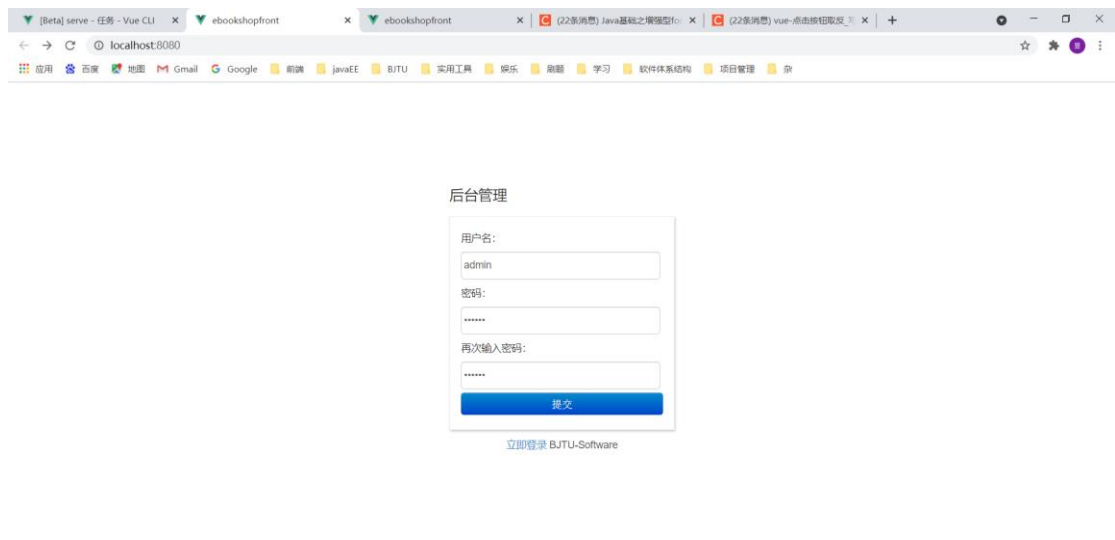 [Beta] serve - 任务 - Vue CLI
ebookshopfront
ebookshopfront
(22条消息) Java基础之增强型fo
(22条消息) vue-点击按钮取反_
localhost:8080
应用 百度 地图 Gmail Google 前端 javaEE BJTU 实用工具 娱乐 刷题 学习 软件体系结构 项目管理 杂
后台管理
用户名:
admin
密码:
••••••
再次输入密码:
••••••
提交
立即登录 BJTU-Software